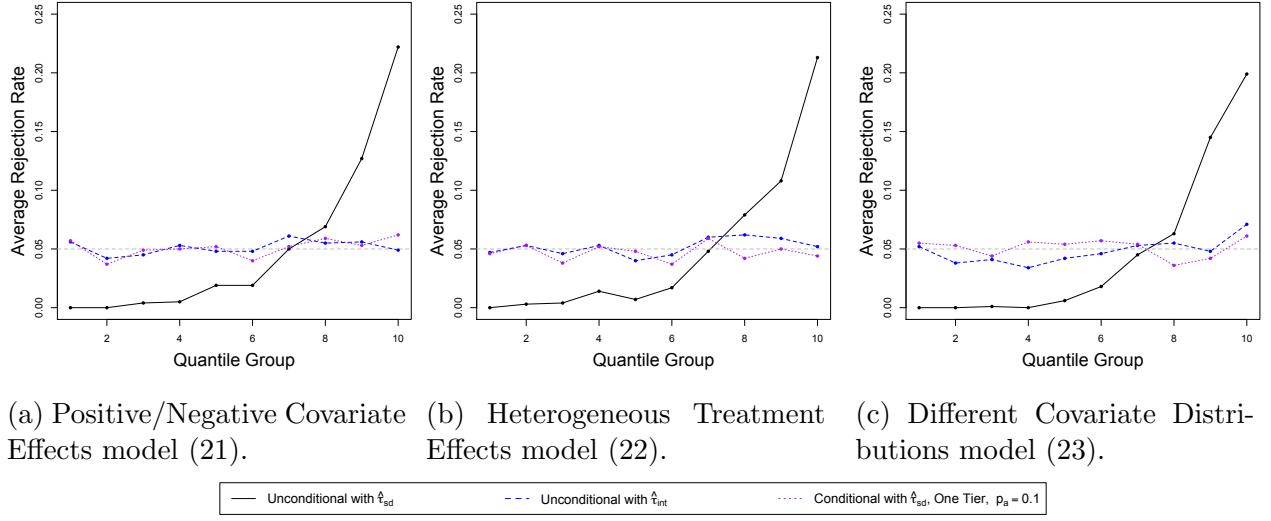 0.25
0.20
0.15
0.10
0.05
0.00
Average Rejection Rate
2 4 6 8 10
Quantile Group
0.25
0.20
0.15
0.10
0.05
0.00
Average Rejection Rate
2 4 6 8 10
Quantile Group
0.25
0.20
0.15
0.10
0.05
0.00
Average Rejection Rate
2 4 6 8 10
Quantile Group
(a) Positive/Negative Covariate
Effects model (21).
(b) Heterogeneous Treatment
Effects model (22).
(c) Different Covariate Distri-
butions model (23).
Unconditional with τ̂sd Unconditional with τ̂int Conditional with τ̂sd, One Tier, pa = 0.1